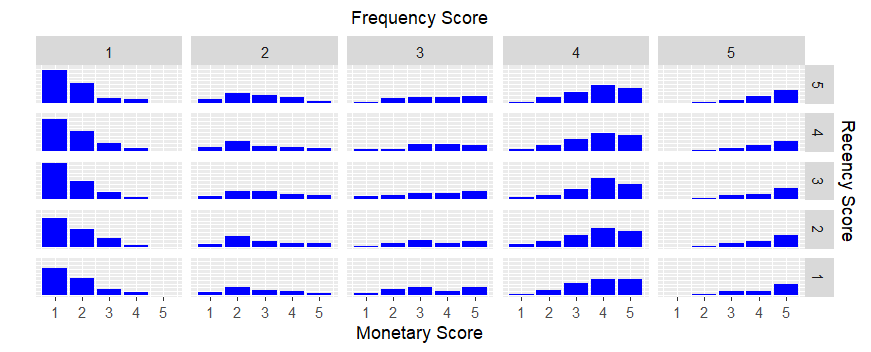 Frequency Score
1 2 3 4 5
5
4
3
2
1
Recency Score
1 2 3 4 5 1 2 3 4 5 1 2 3 4 5 1 2 3 4 5 1 2 3 4 5
Monetary Score